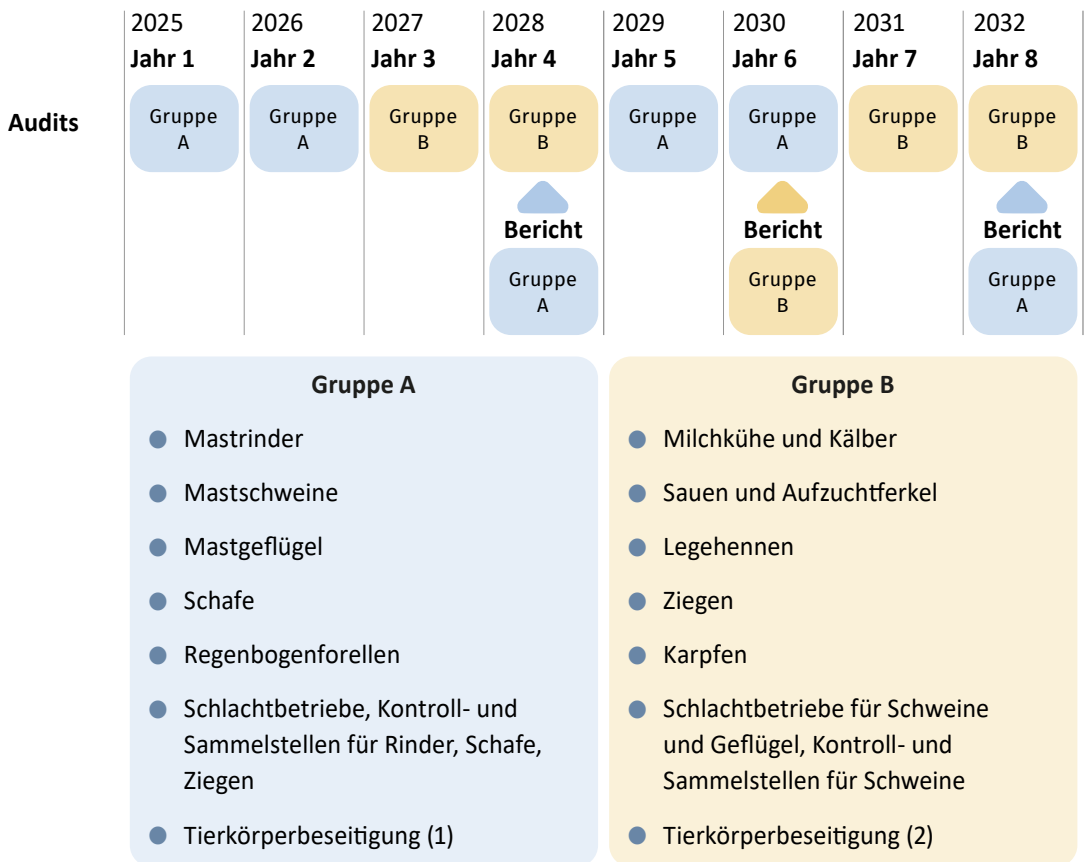 2025 2026 2027 2028 2029 2030 2031 2032
Jahr 1 Jahr 2 Jahr 3 Jahr 4 Jahr 5 Jahr 6 Jahr 7 Jahr 8
Audits
Gruppe A
Gruppe A
Gruppe B
Gruppe B
Gruppe A
Gruppe A
Gruppe B
Gruppe B
Bericht
Gruppe A
Bericht
Gruppe B
Bericht
Gruppe A
Gruppe A
Mastrinder
Mastschweine
Mastgeflügel
Schafe
Regenbogenforellen
Schlachtbetriebe, Kontroll- und
Sammelstellen für Rinder, Schafe,
Ziegen
Tierkörperbeseitigung (1)
Gruppe B
Milchkühe und Kälber
Sauen und Aufzuchtferkel
Legehennen
Ziegen
Karpfen
Schlachtbetriebe für Schweine
und Geflügel, Kontroll- und
Sammelstellen für Schweine
Tierkörperbeseitigung (2)